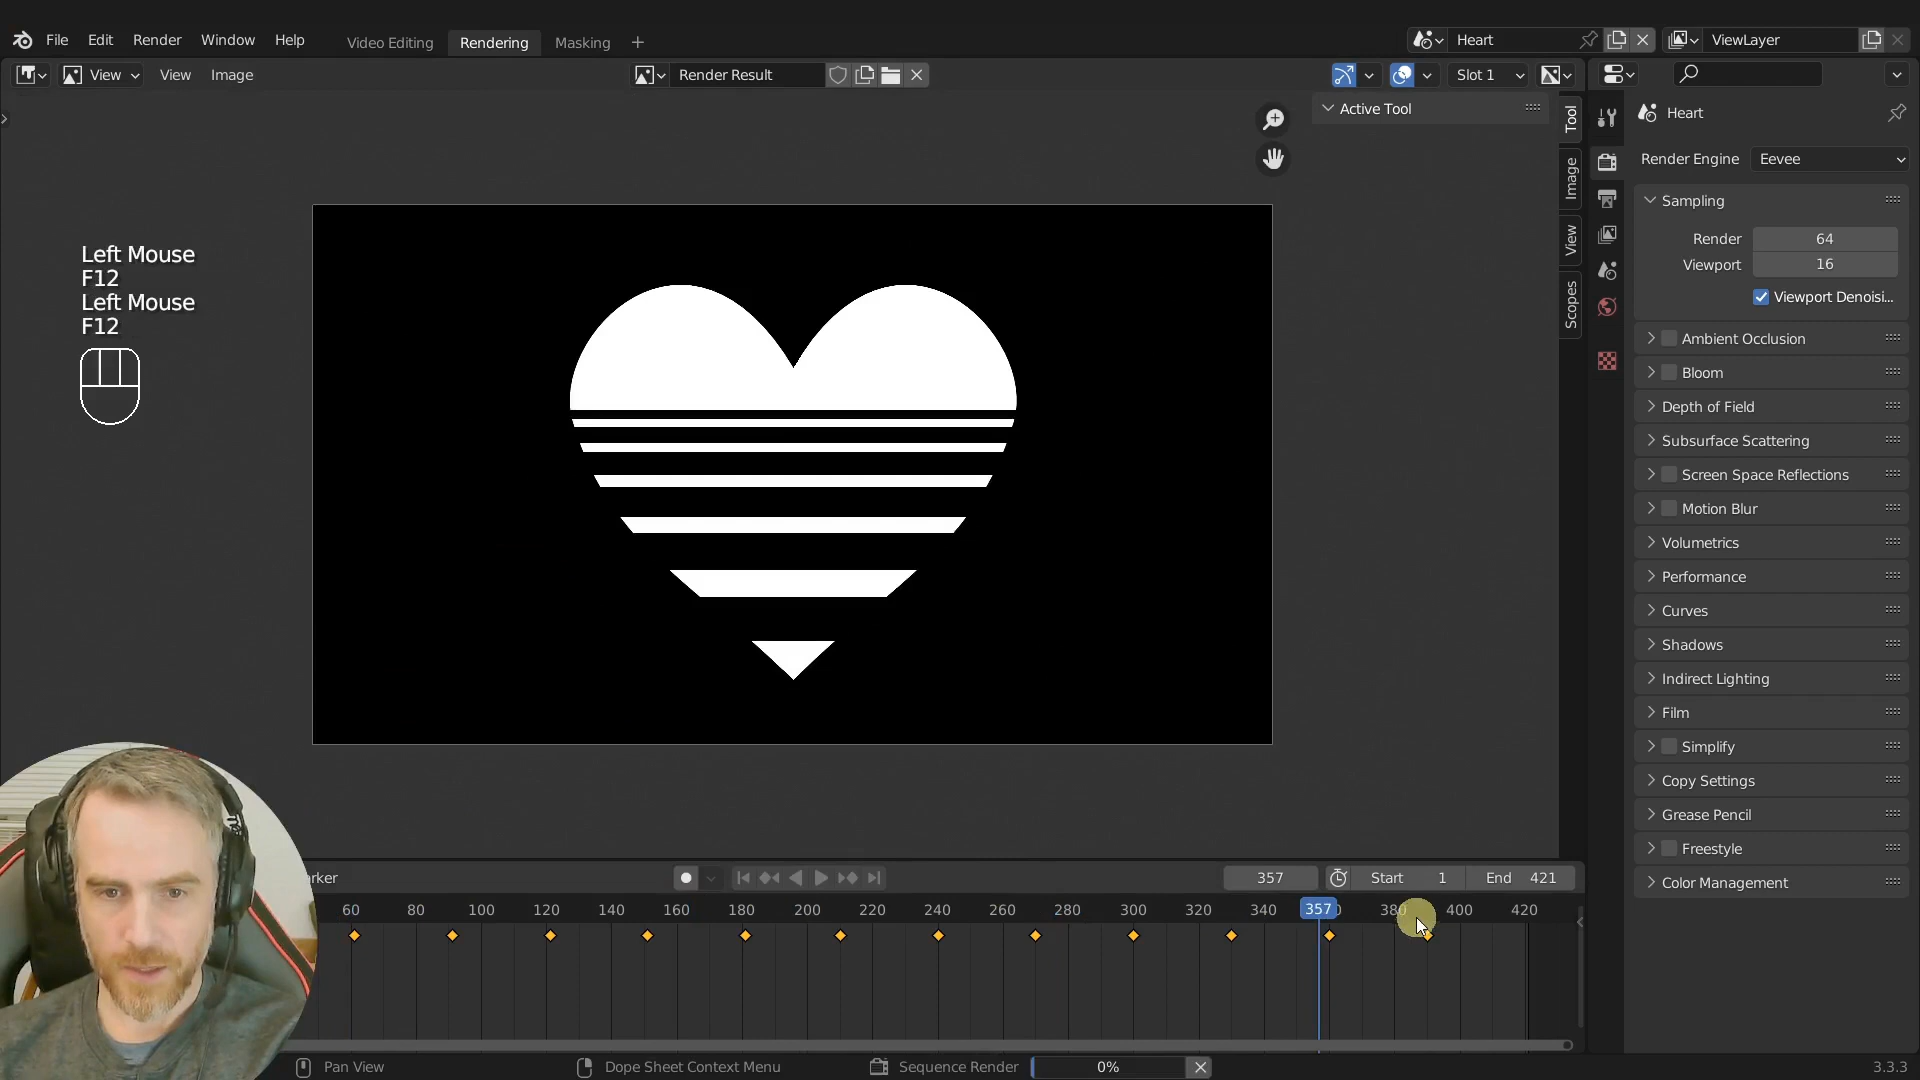 File Edit Render Window Help Video Editing Rendering Masking + Heart ViewLayer
View View Image Render Result Slot 1
Active Tool
Tool
Image
View
Scopes
Heart
Render Engine Eevee
Sampling
Render 64
Viewport 16
Viewport Denoisi...
Ambient Occlusion
Bloom
Depth of Field
Subsurface Scattering
Screen Space Reflections
Motion Blur
Volumetrics
Performance
Curves
Shadows
Indirect Lighting
Film
Simplify
Copy Settings
Grease Pencil
Freestyle
Color Management
Left Mouse
F12
Left Mouse
F12
rker 357 Start 1 End 421
60 80 100 120 140 160 180 200 220 240 260 280 300 320 340 357 380 400 420
Pan View Dope Sheet Context Menu Sequence Render 0% 3.3.3